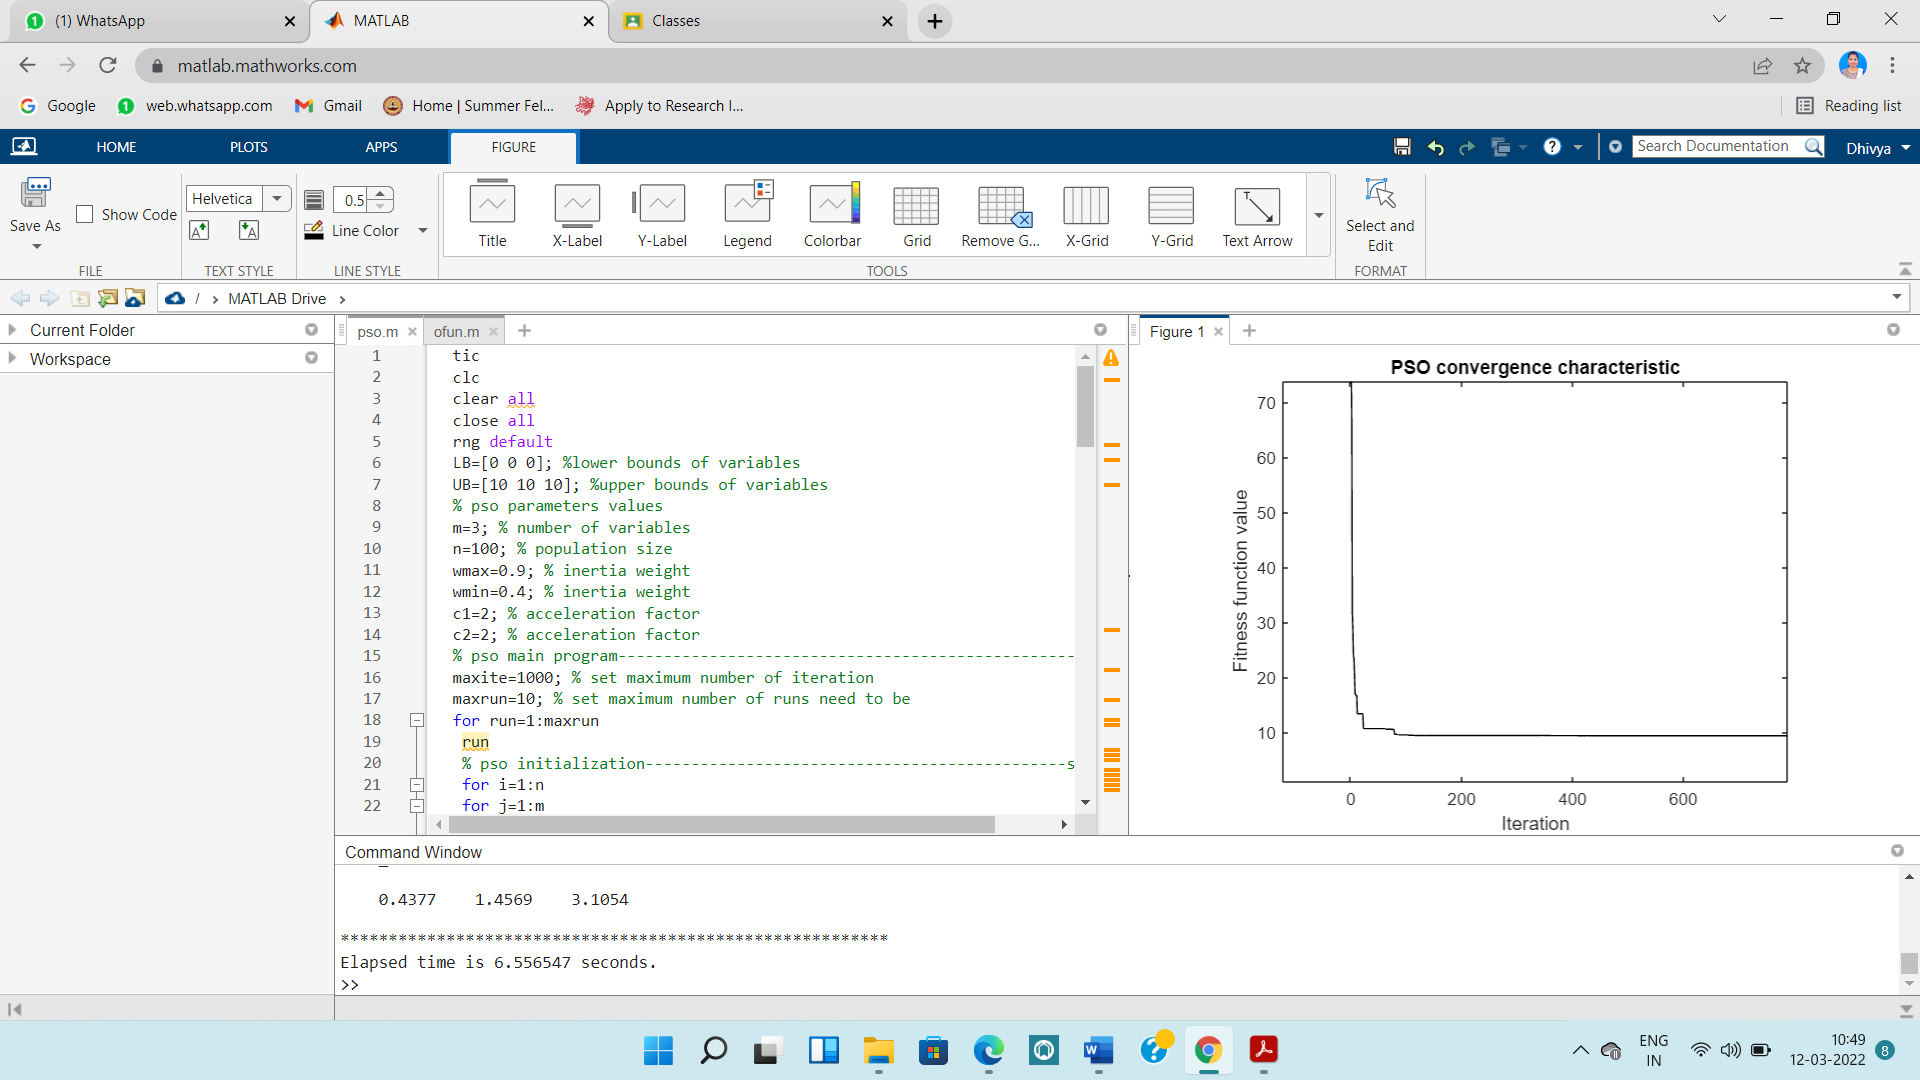 (1) WhatsApp
MATLAB
Classes
matlab.mathworks.com
Google
web.whatsapp.com
Gmail
Home | Summer Fel...
Apply to Research I...
Reading list
HOME
PLOTS
APPS
FIGURE
Search Documentation
Dhivya
Save As
Show Code
Helvetica
0.5
Line Color
Title
X-Label
Y-Label
Legend
Colorbar
Grid
Remove G...
X-Grid
Y-Grid
Text Arrow
Select and
Edit
FILE
TEXT STYLE
LINE STYLE
TOOLS
FORMAT
/ › MATLAB Drive ›
Current Folder
Workspace
pso.m
ofun.m
1 tic
2 clc
3 clear all
4 close all
5 rng default
6 LB=[0 0 0]; %lower bounds of variables
7 UB=[10 10 10]; %upper bounds of variables
8 % pso parameters values
9 m=3; % number of variables
10 n=100; % population size
11 wmax=0.9; % inertia weight
12 wmin=0.4; % inertia weight
13 c1=2; % acceleration factor
14 c2=2; % acceleration factor
15 % pso main program--------------------------------------------------
16 maxite=1000; % set maximum number of iteration
17 maxrun=10; % set maximum number of runs need to be
18 for run=1:maxrun
19 run
20 % pso initialization----------------------------------------------s
21 for i=1:n
22 for j=1:m
Figure 1
PSO convergence characteristic
Fitness function value
70
60
50
40
30
20
10
0 200 400 600
Iteration
Command Window
0.4377 1.4569 3.1054
*********************************************************
Elapsed time is 6.556547 seconds.
>>
ENG
IN
10:49
12-03-2022
8